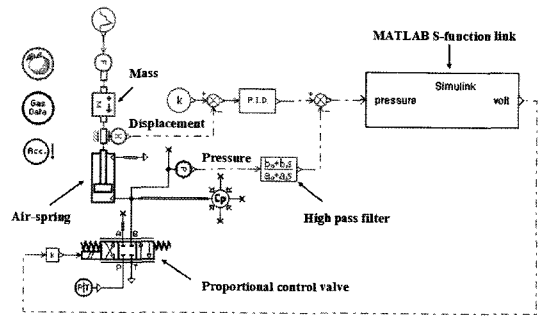 MATLAB S-function link
F
Mass
M
Gas
Data
k
P.I.D
Simulink
pressure
volt
Displacement
X
Acc.
Pressure
P
b₀+b₁s
a₀+a₁s
Air-spring
Cp
High pass filter
A B
k
P T
P T
Proportional control valve